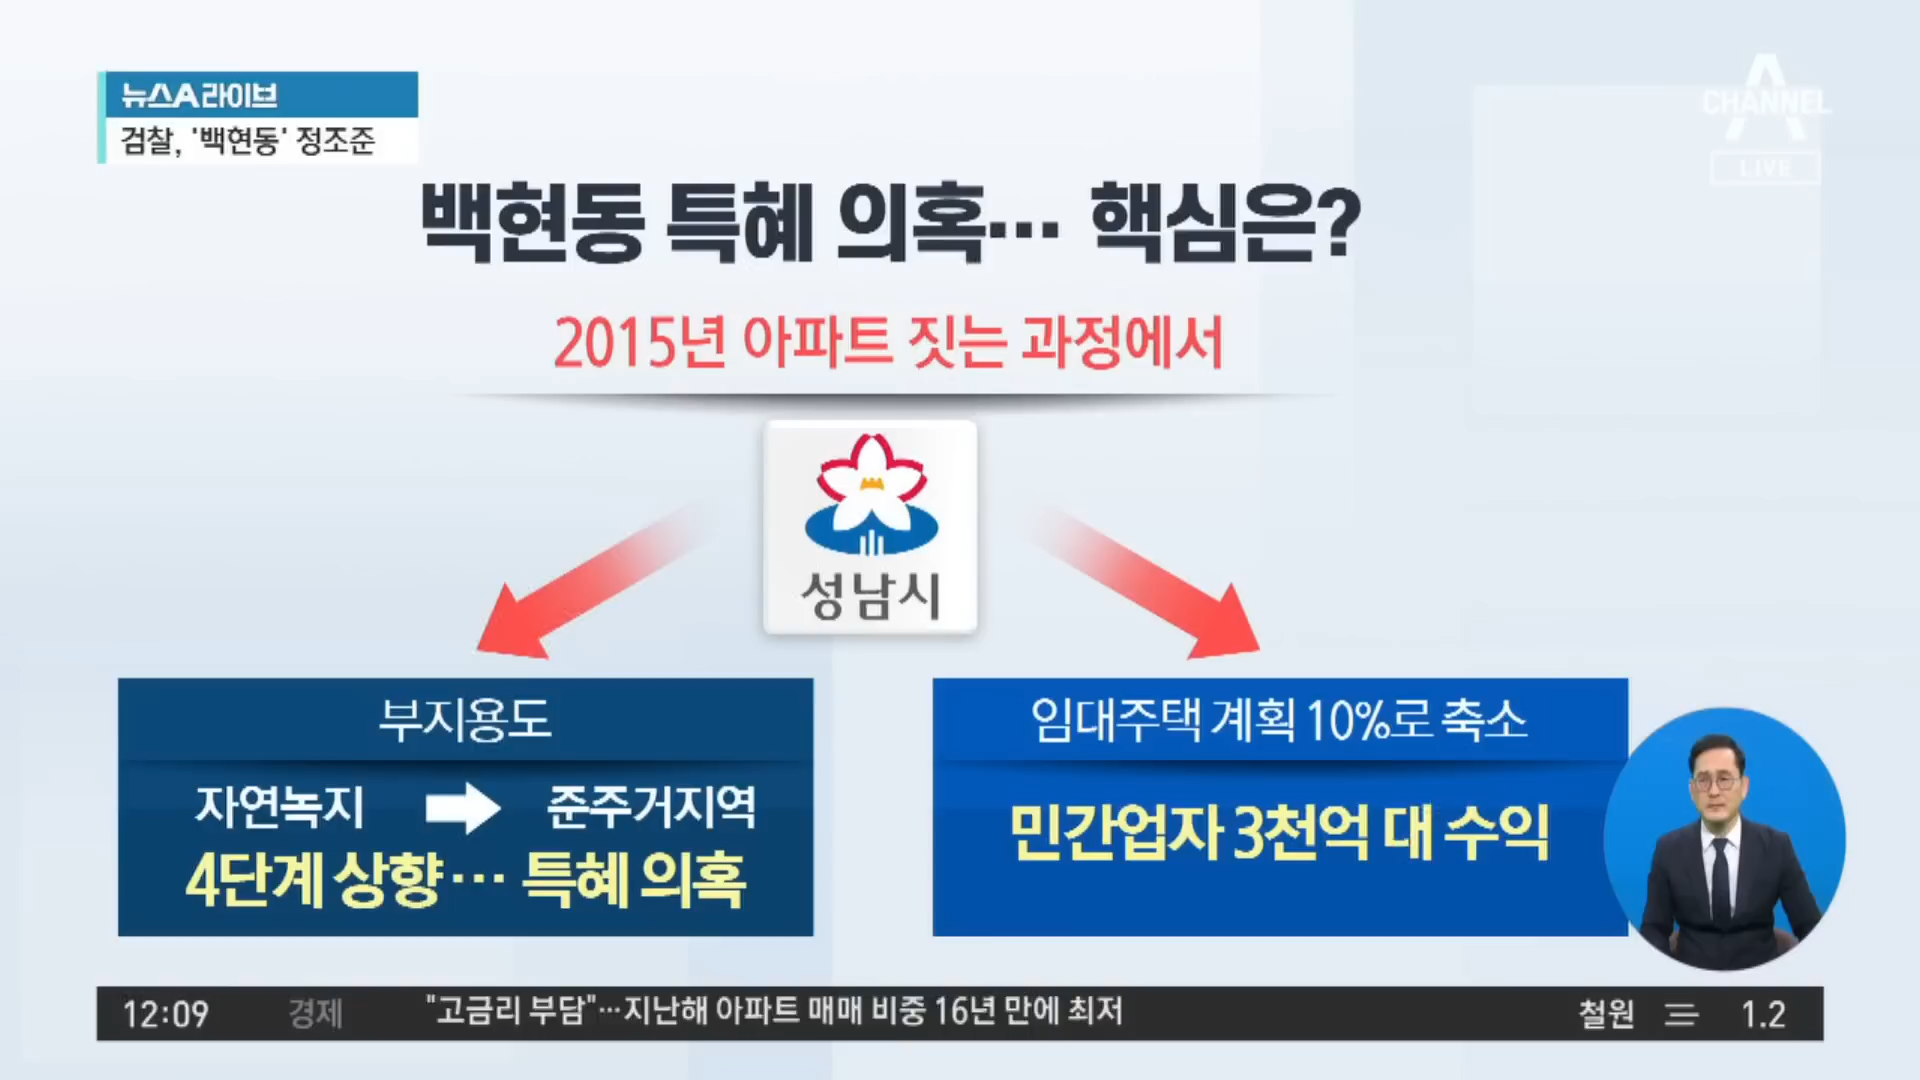 뉴스A라이브
검찰, '백현동' 정조준
CHANNEL A
LIVE
백현동 특혜 의혹… 핵심은?
2015년 아파트 짓는 과정에서
성남시
부지용도
자연녹지 → 준주거지역
4단계 상향… 특혜 의혹
임대주택 계획 10%로 축소
민간업자 3천억 대 수익
12:09 경제 "고금리 부담"…지난해 아파트 매매 비중 16년 만에 최저 철원 1.2